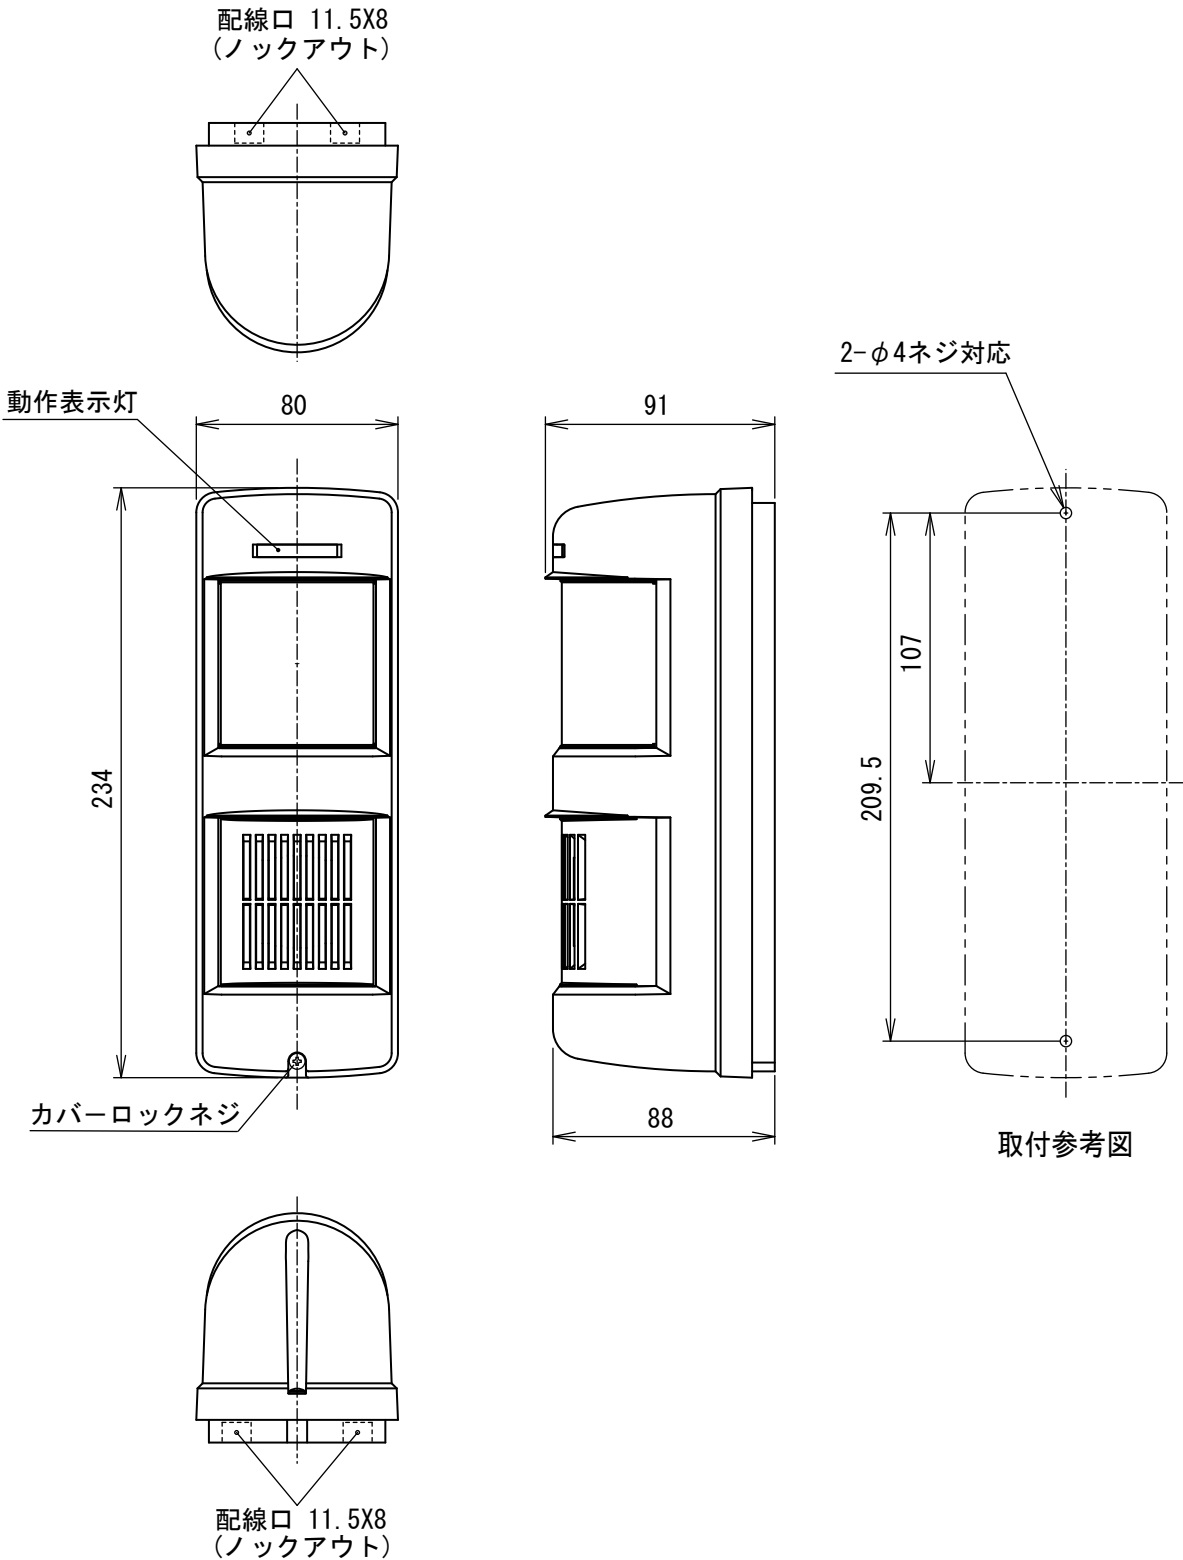 配線口 11.5X8
(ノックアウト)
2-φ4ネジ対応
動作表示灯
80
91
107
234
209.5
カバーロックネジ
88
取付参考図
配線口 11.5X8
(ノックアウト)